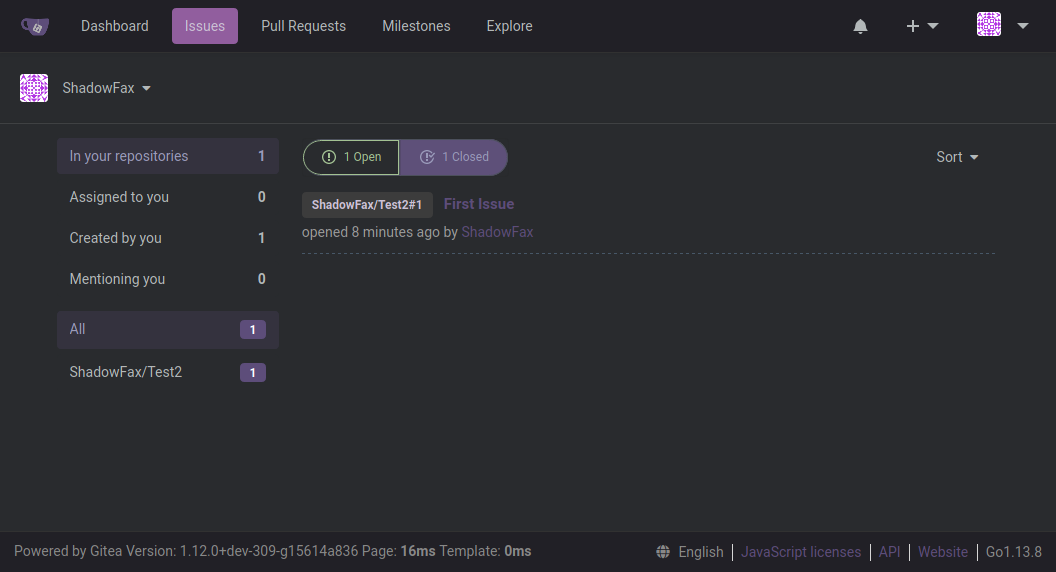 Dashboard Issues Pull Requests Milestones Explore
ShadowFax
In your repositories 1
Assigned to you 0
Created by you 1
Mentioning you 0
All 1
ShadowFax/Test2 1
1 Open 1 Closed
Sort
ShadowFax/Test2#1 First Issue
opened 8 minutes ago by ShadowFax
Powered by Gitea Version: 1.12.0+dev-309-g15614a836 Page: 16ms Template: 0ms
English JavaScript licenses API Website Go1.13.8